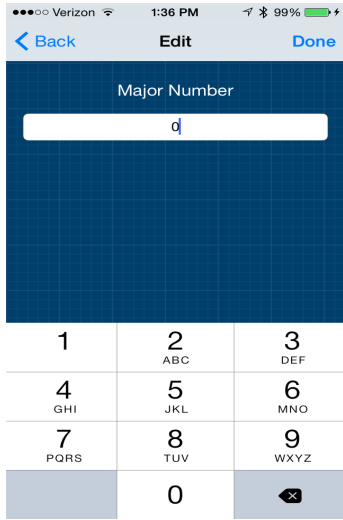 Verizon 1:36 PM 99%
Back Edit Done
Major Number
0
1 2 3
ABC DEF
4 5 6
GHI JKL MNO
7 8 9
PQRS TUV WXYZ
0